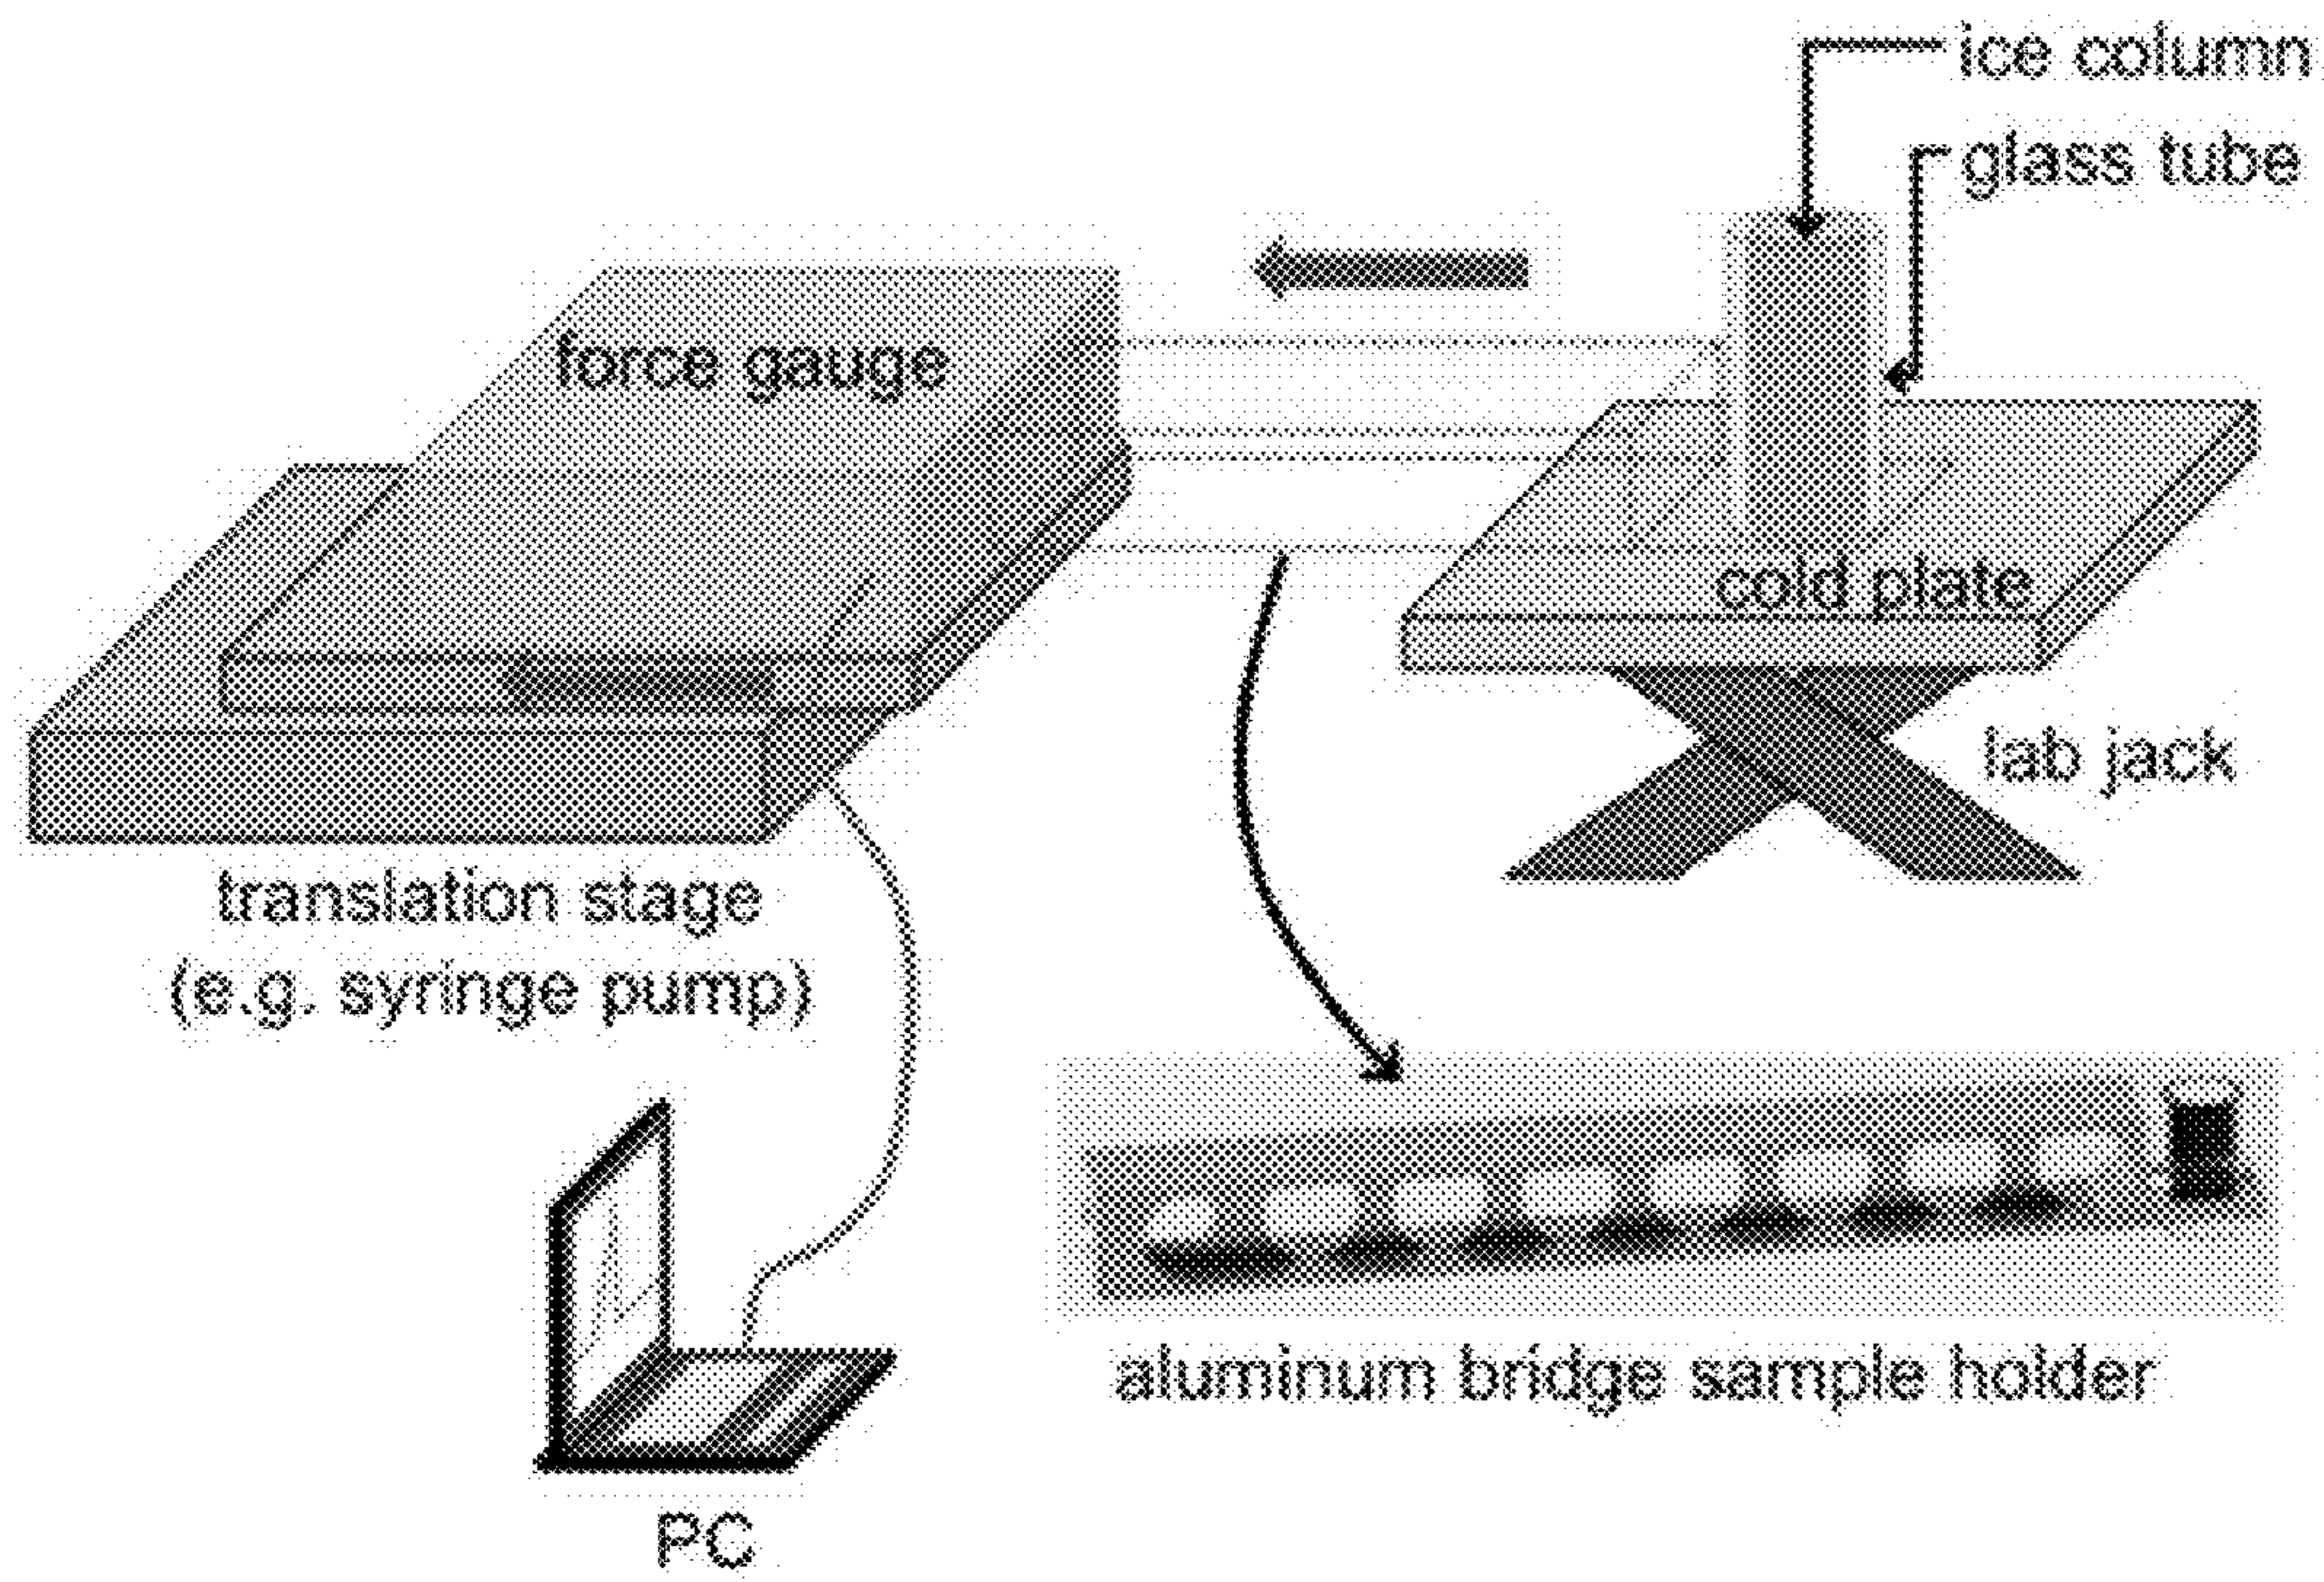 ice column
glass tube
force gauge
cold plate
lab jack
translation stage
(e.g. syringe pump)
aluminum bridge sample holder
PC